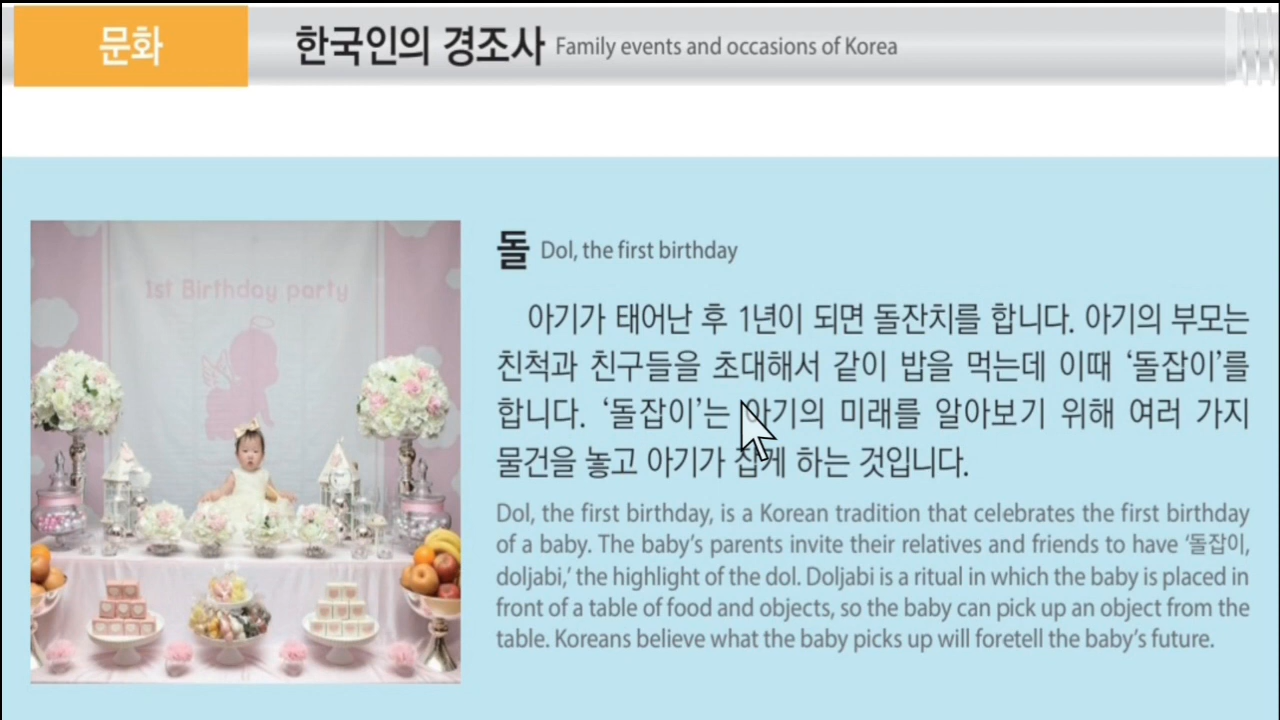 문화
한국인의 경조사 Family events and occasions of Korea
1st Birthday party
돌 Dol, the first birthday
아기가 태어난 후 1년이 되면 돌잔치를 합니다. 아기의 부모는
친척과 친구들을 초대해서 같이 밥을 먹는데 이때 ‘돌잡이’를
합니다. ‘돌잡이’는 아기의 미래를 알아보기 위해 여러 가지
물건을 놓고 아기가 집게 하는 것입니다.
Dol, the first birthday, is a Korean tradition that celebrates the first birthday
of a baby. The baby’s parents invite their relatives and friends to have ‘돌잡이,
doljabi,’ the highlight of the dol. Doljabi is a ritual in which the baby is placed in
front of a table of food and objects, so the baby can pick up an object from the
table. Koreans believe what the baby picks up will foretell the baby’s future.